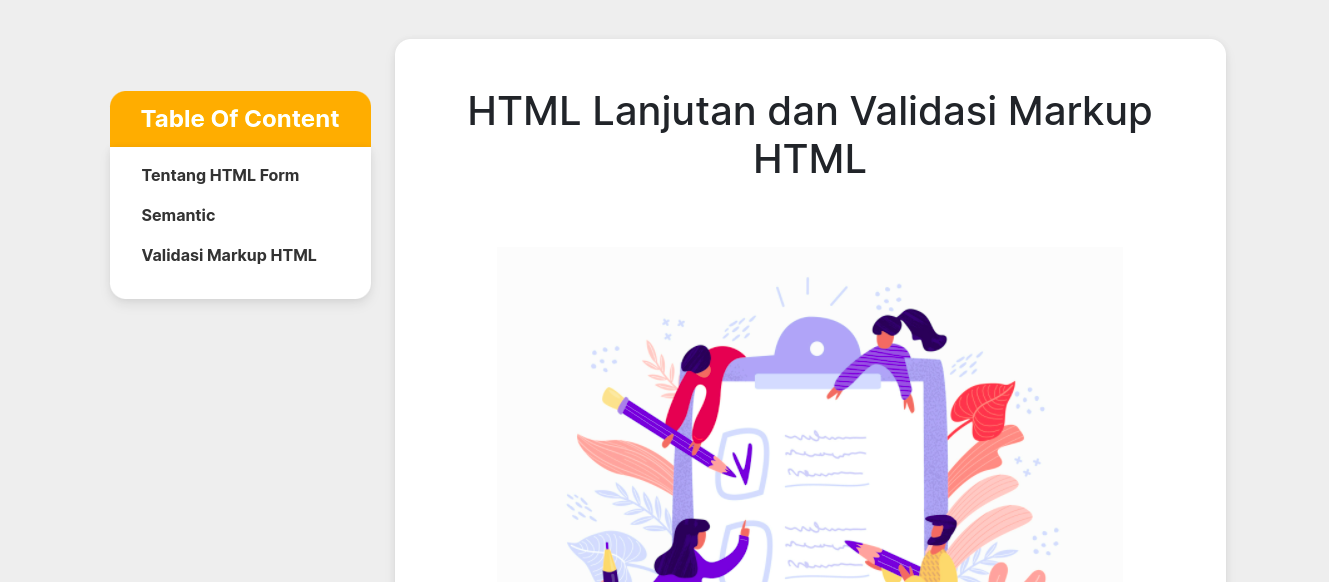 Table Of Content
Tentang HTML Form
Semantic
Validasi Markup HTML
HTML Lanjutan dan Validasi Markup
HTML